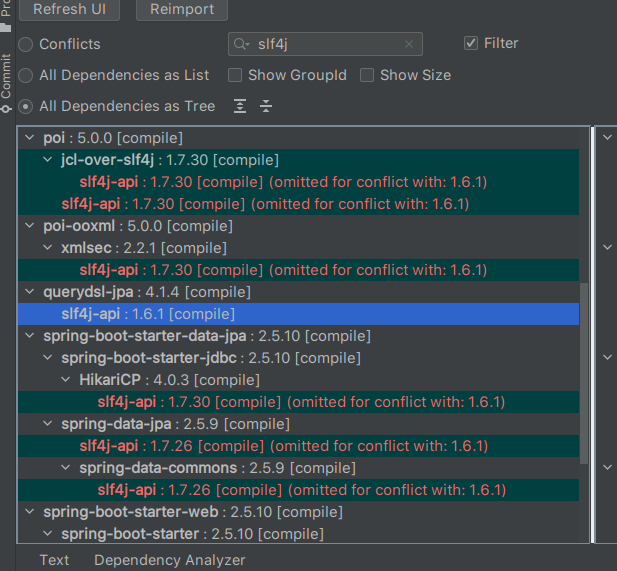 Refresh UI Reimport
Conflicts slf4j Filter
All Dependencies as List Show GroupId Show Size
All Dependencies as Tree
Commit
poi : 5.0.0 [compile]
jcl-over-slf4j : 1.7.30 [compile]
slf4j-api : 1.7.30 [compile] (omitted for conflict with: 1.6.1)
slf4j-api : 1.7.30 [compile] (omitted for conflict with: 1.6.1)
poi-ooxml : 5.0.0 [compile]
xmlsec : 2.2.1 [compile]
slf4j-api : 1.7.30 [compile] (omitted for conflict with: 1.6.1)
querydsl-jpa : 4.1.4 [compile]
slf4j-api : 1.6.1 [compile]
spring-boot-starter-data-jpa : 2.5.10 [compile]
spring-boot-starter-jdbc : 2.5.10 [compile]
HikariCP : 4.0.3 [compile]
slf4j-api : 1.7.30 [compile] (omitted for conflict with: 1.6.1)
spring-data-jpa : 2.5.9 [compile]
slf4j-api : 1.7.26 [compile] (omitted for conflict with: 1.6.1)
spring-data-commons : 2.5.9 [compile]
slf4j-api : 1.7.26 [compile] (omitted for conflict with: 1.6.1)
spring-boot-starter-web : 2.5.10 [compile]
spring-boot-starter : 2.5.10 [compile]
Text Dependency Analyzer